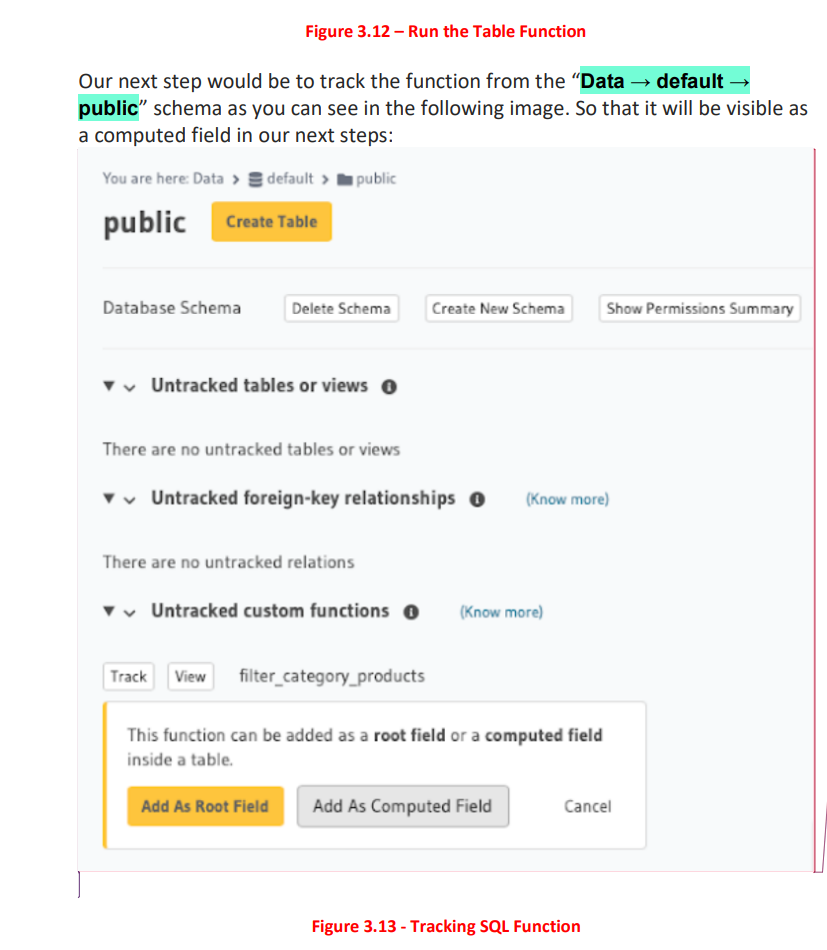 Figure 3.12 – Run the Table Function
Our next step would be to track the function from the “Data → default →
public” schema as you can see in the following image. So that it will be visible as
a computed field in our next steps:
You are here: Data > default > public
public Create Table
Database Schema Delete Schema Create New Schema Show Permissions Summary
Untracked tables or views
There are no untracked tables or views
Untracked foreign-key relationships (Know more)
There are no untracked relations
Untracked custom functions (Know more)
Track View filter_category_products
This function can be added as a root field or a computed field
inside a table.
Add As Root Field Add As Computed Field Cancel
Figure 3.13 - Tracking SQL Function